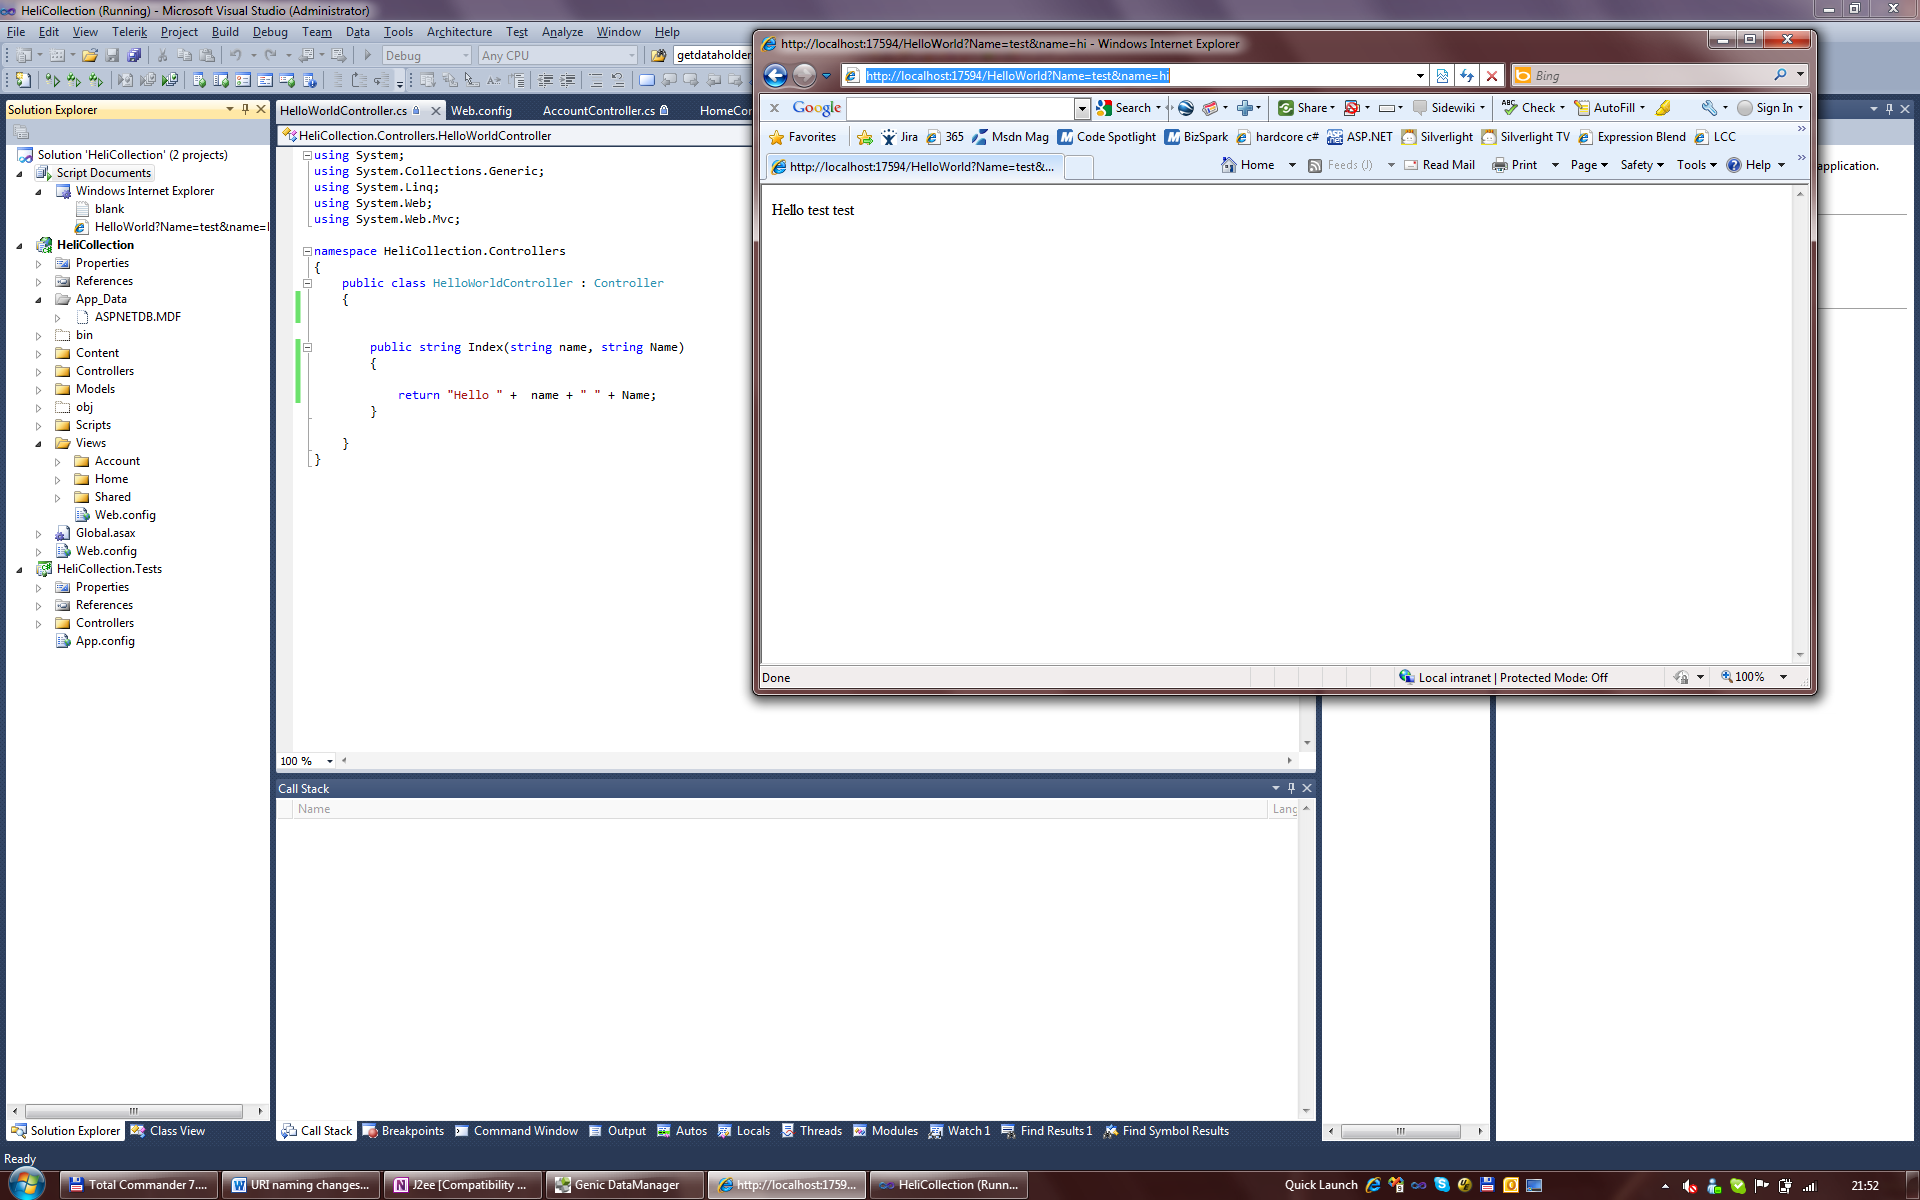 HeliCollection (Running) - Microsoft Visual Studio (Administrator)
File Edit View Telerik Project Build Debug Team Data Tools Architecture Test Analyze Window Help
Debug Any CPU getdataholder
Solution Explorer
Solution 'HeliCollection' (2 projects)
Script Documents
Windows Internet Explorer
blank
HelloWorld?Name=test&name=l
HeliCollection
Properties
References
App_Data
ASPNETDB.MDF
bin
Content
Controllers
Models
obj
Scripts
Views
Account
Home
Shared
Web.config
Global.asax
Web.config
HeliCollection.Tests
Properties
References
Controllers
App.config
Solution Explorer Class View
HelloWorldController.cs Web.config AccountController.cs HomeCor
HeliCollection.Controllers.HelloWorldController
using System;
using System.Collections.Generic;
using System.Linq;
using System.Web;
using System.Web.Mvc;
namespace HeliCollection.Controllers
{
public class HelloWorldController : Controller
{
public string Index(string name, string Name)
{
return "Hello " +  name + " " + Name;
}
}
}
100 %
http://localhost:17594/HelloWorld?Name=test&name=hi - Windows Internet Explorer
http://localhost:17594/HelloWorld?Name=test&name=hi
Bing
Google Search Share Sidewiki Check AutoFill Sign In
Favorites Jira 365 Msdn Mag Code Spotlight BizSpark hardcore c# ASP.NET Silverlight Silverlight TV Expression Blend LCC
http://localhost:17594/HelloWorld?Name=test&... Home Feeds (J) Read Mail Print Page Safety Tools Help
Hello test test
Done Local intranet | Protected Mode: Off 100%
application.
Call Stack
Name Lang
Call Stack Breakpoints Command Window Output Autos Locals Threads Modules Watch 1 Find Results 1 Find Symbol Results
Ready
Total Commander 7.... URI naming changes... J2ee [Compatibility ... Genic DataManager http://localhost:1759... HeliCollection (Runn... Quick Launch 21:52